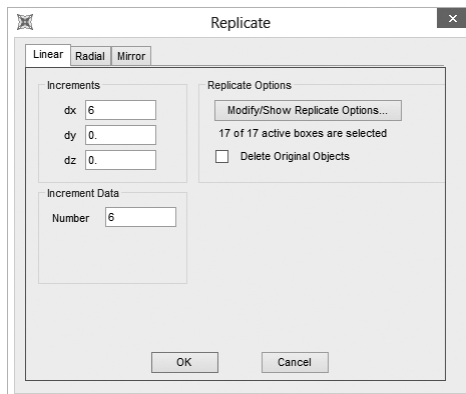 Replicate
Linear Radial Mirror
Increments
dx 6
dy 0.
dz 0.
Increment Data
Number 6
Replicate Options
Modify/Show Replicate Options...
17 of 17 active boxes are selected
Delete Original Objects
OK Cancel